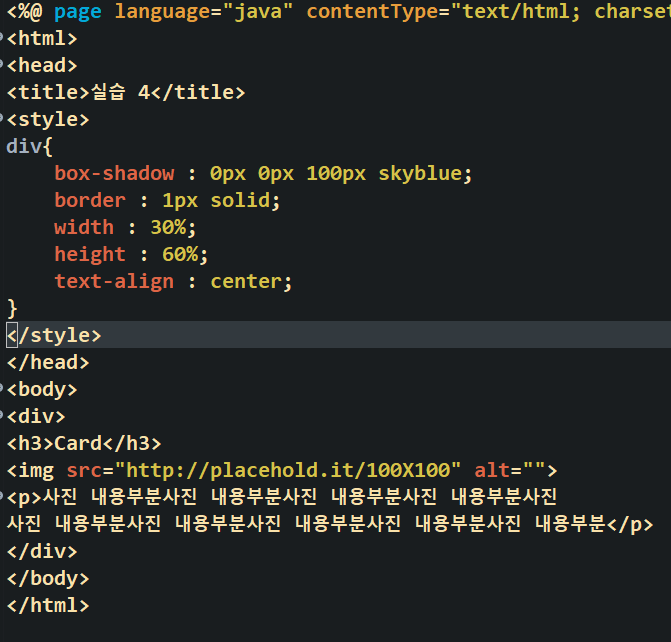 <%@ page language="java" contentType="text/html; charset
<html>
<head>
<title>실습 4</title>
<style>
div{
    box-shadow : 0px 0px 100px skyblue;
    border : 1px solid;
    width : 30%;
    height : 60%;
    text-align : center;
}
</style>
</head>
<body>
<div>
<h3>Card</h3>
<img src="http://placehold.it/100X100" alt="">
<p>사진 내용부분사진 내용부분사진 내용부분사진 내용부분사진
사진 내용부분사진 내용부분사진 내용부분사진 내용부분사진 내용부분</p>
</div>
</body>
</html>